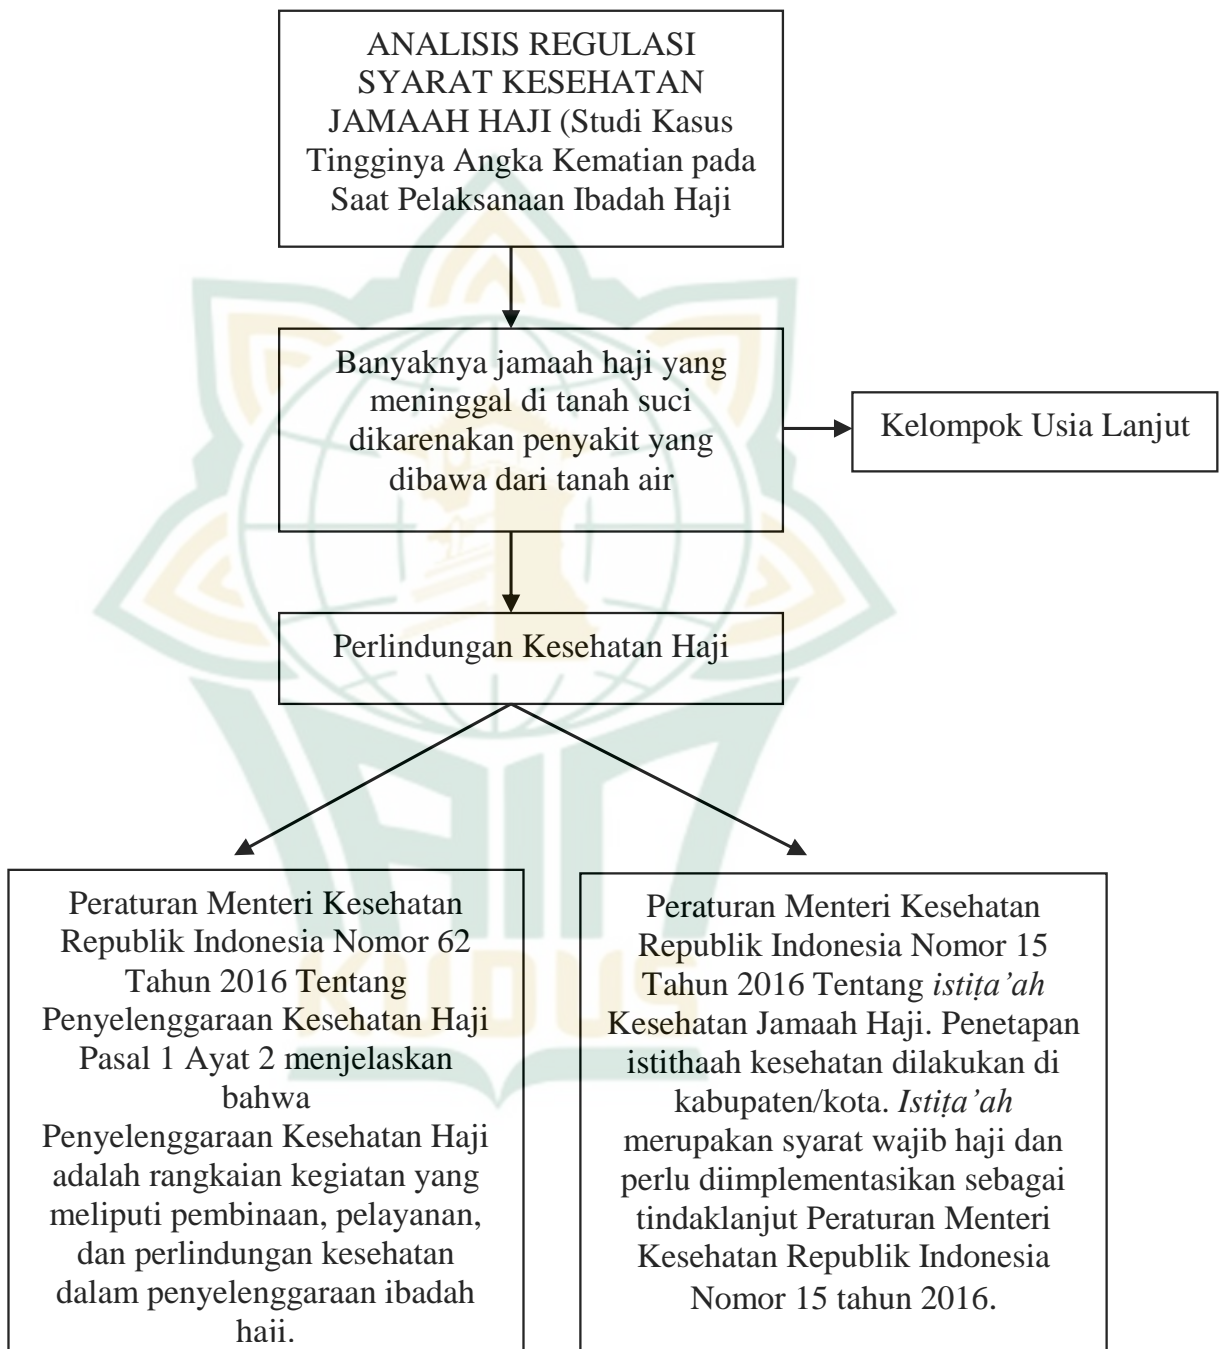 ANALISIS REGULASI
SYARAT KESEHATAN
JAMAAH HAJI (Studi Kasus
Tingginya Angka Kematian pada
Saat Pelaksanaan Ibadah Haji
Banyaknya jamaah haji yang
meninggal di tanah suci
dikarenakan penyakit yang
dibawa dari tanah air
Kelompok Usia Lanjut
Perlindungan Kesehatan Haji
Peraturan Menteri Kesehatan
Republik Indonesia Nomor 62
Tahun 2016 Tentang
Penyelenggaraan Kesehatan Haji
Pasal 1 Ayat 2 menjelaskan
bahwa
Penyelenggaraan Kesehatan Haji
adalah rangkaian kegiatan yang
meliputi pembinaan, pelayanan,
dan perlindungan kesehatan
dalam penyelenggaraan ibadah
haji.
Peraturan Menteri Kesehatan
Republik Indonesia Nomor 15
Tahun 2016 Tentang istiṭa’ah
Kesehatan Jamaah Haji. Penetapan
istithaah kesehatan dilakukan di
kabupaten/kota. Istiṭa’ah
merupakan syarat wajib haji dan
perlu diimplementasikan sebagai
tindaklanjut Peraturan Menteri
Kesehatan Republik Indonesia
Nomor 15 tahun 2016.
IAIN
KUDUS